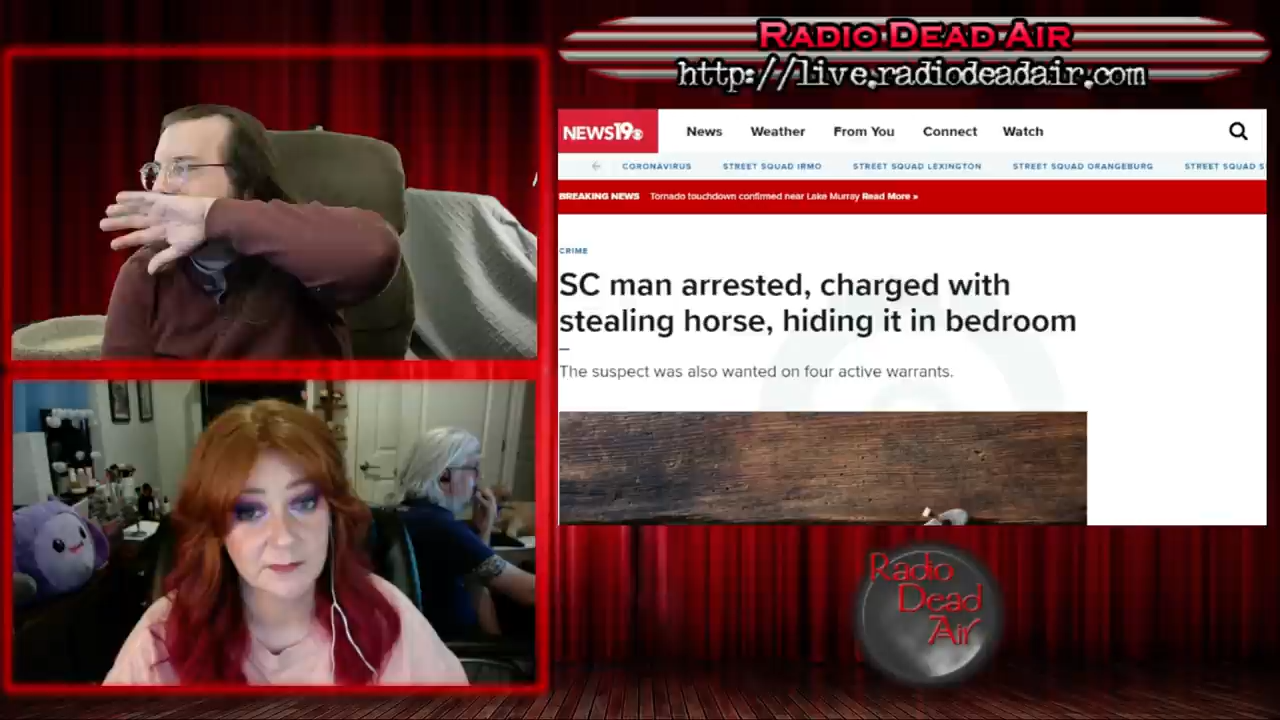 RADIO DEAD AIR
http://live.radiodeadair.com
NEWS19
News Weather From You Connect Watch
CORONAVIRUS STREET SQUAD IRMO STREET SQUAD LEXINGTON STREET SQUAD ORANGEBURG STREET SQUAD S
BREAKING NEWS Tornado touchdown confirmed near Lake Murray Read More »
CRIME
SC man arrested, charged with
stealing horse, hiding it in bedroom
The suspect was also wanted on four active warrants.
Radio
Dead
Air